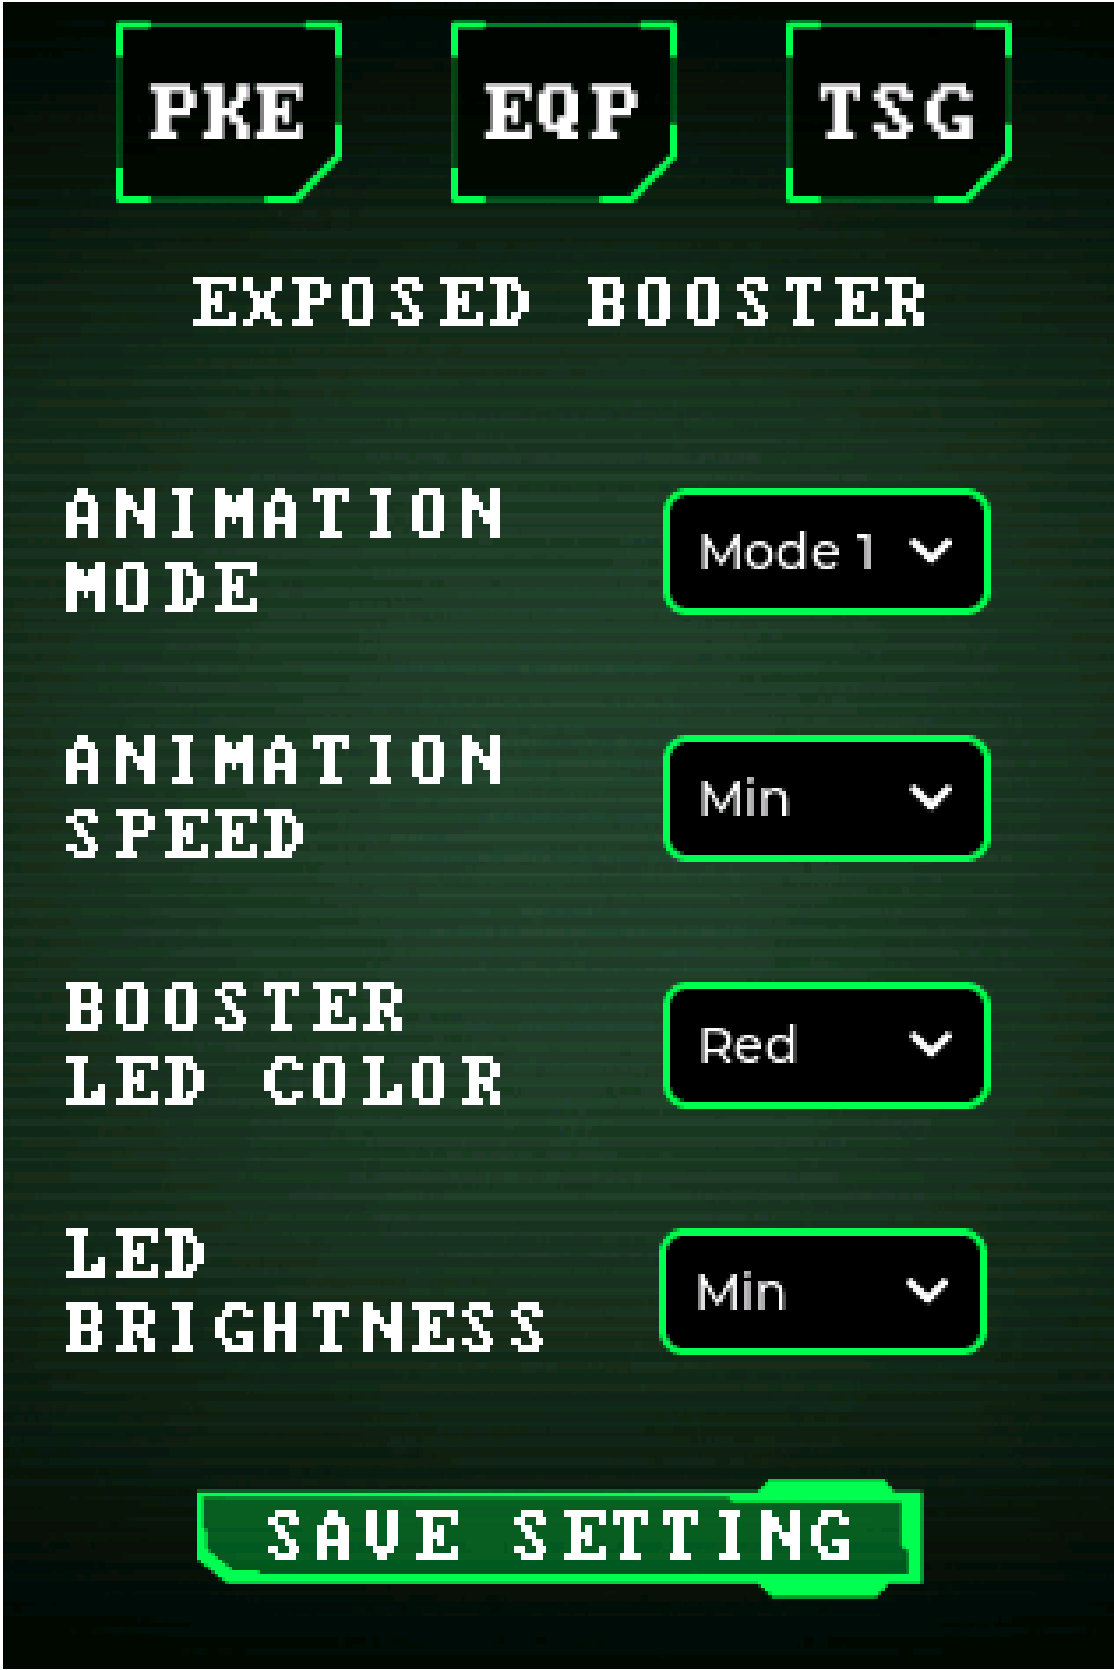 PKE EQP TSG
EXPOSED BOOSTER
ANIMATION
MODE
Mode 1
ANIMATION
SPEED
Min
BOOSTER
LED COLOR
Red
LED
BRIGHTNESS
Min
SAVE SETTING